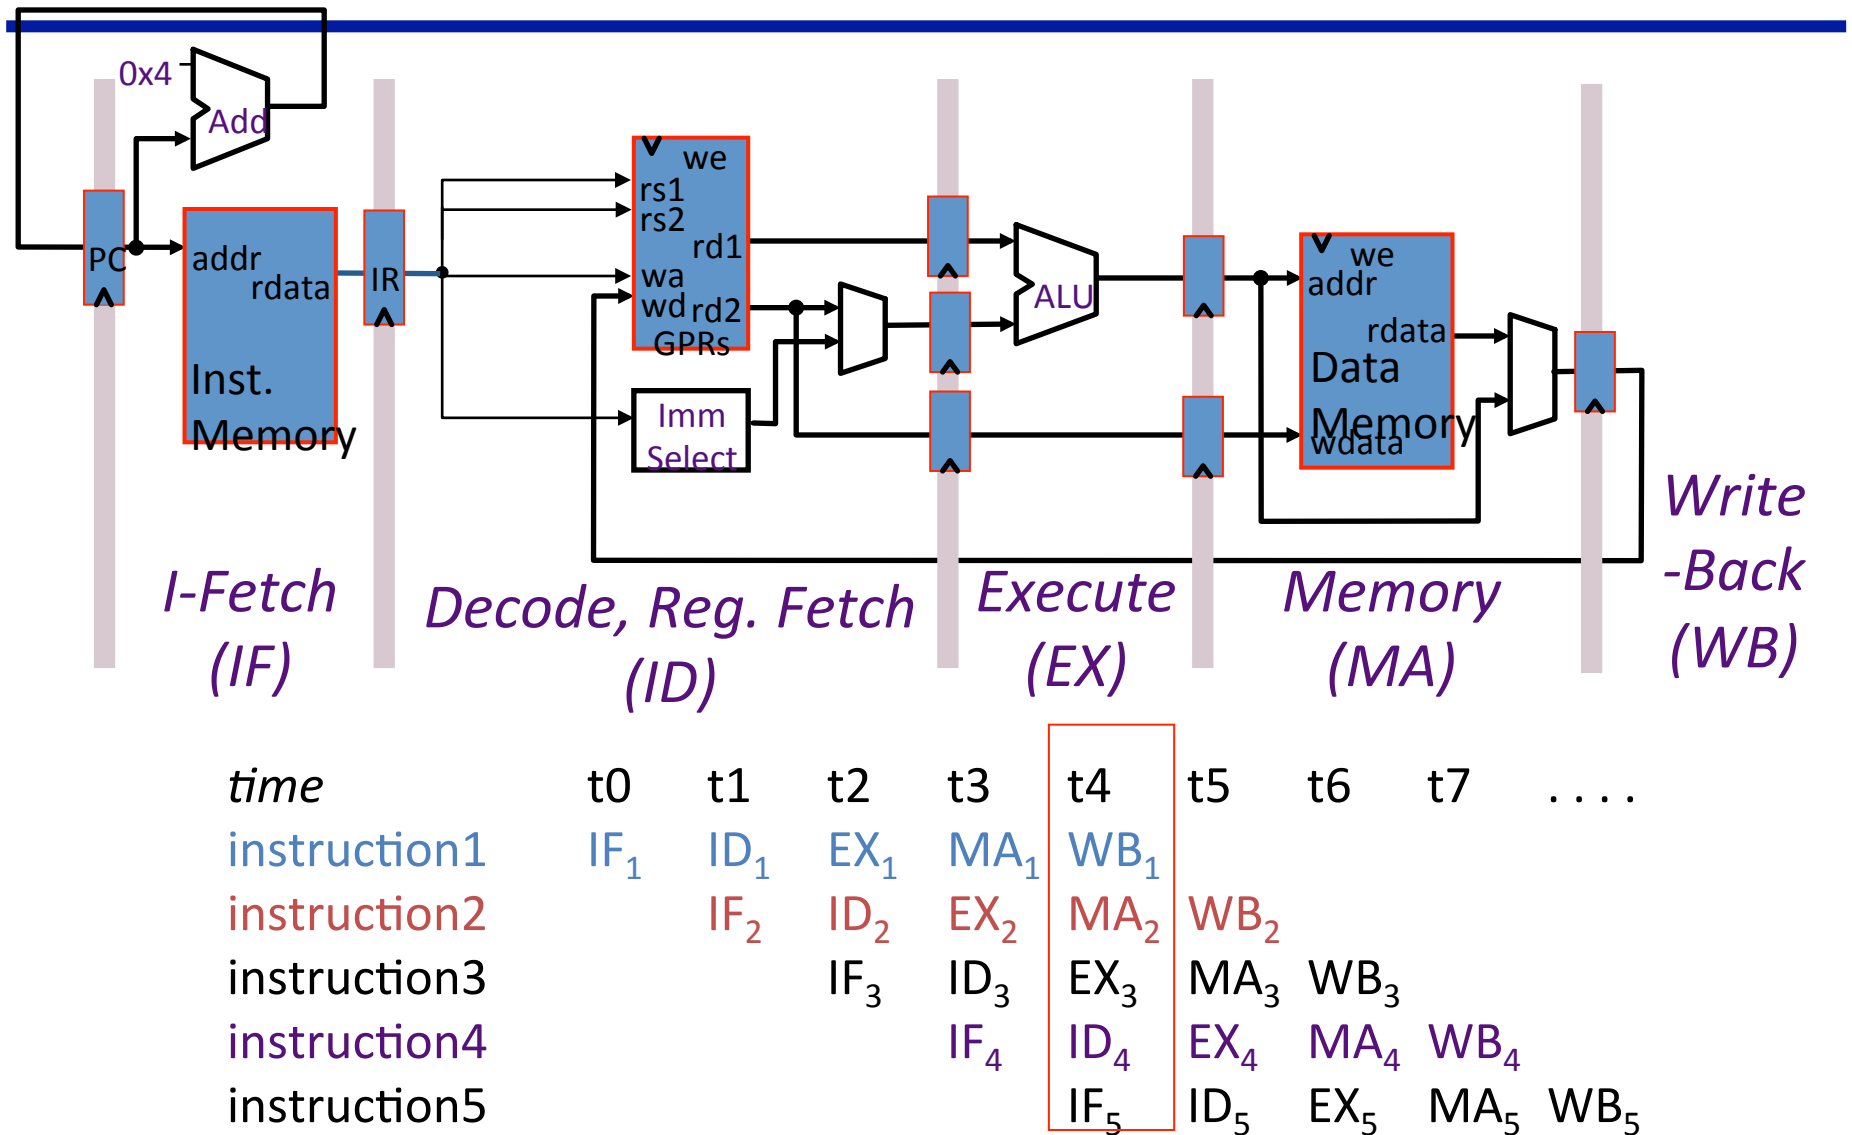 0x4
Add
PC
addr
rdata
Inst.
Memory
IR
we
rs1
rs2
rd1
wa
wd
rd2
GPRs
Imm
Select
ALU
we
addr
rdata
Data
Memory
wdata
I-Fetch
(IF)
Decode, Reg. Fetch
(ID)
Execute
(EX)
Memory
(MA)
Write
-Back
(WB)
time t0 t1 t2 t3 t4 t5 t6 t7 . . . .
instruction1 IF1 ID1 EX1 MA1 WB1
instruction2 IF2 ID2 EX2 MA2 WB2
instruction3 IF3 ID3 EX3 MA3 WB3
instruction4 IF4 ID4 EX4 MA4 WB4
instruction5 IF5 ID5 EX5 MA5 WB5